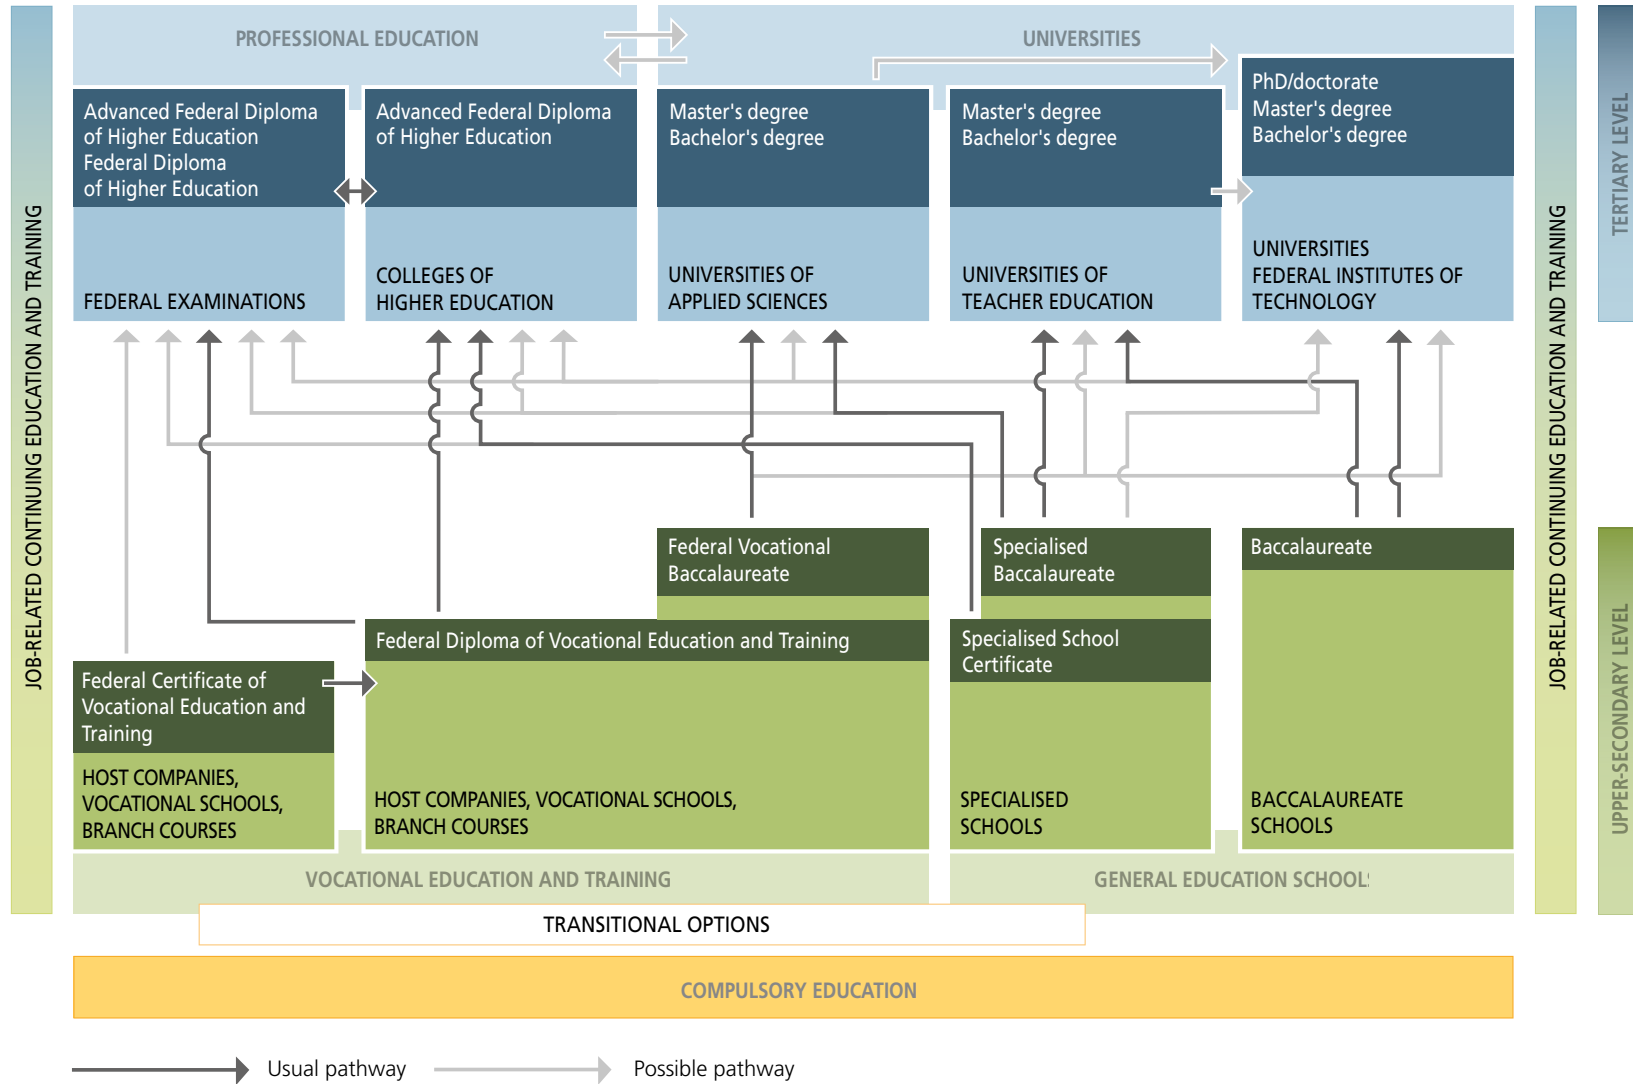 PROFESSIONAL EDUCATION
UNIVERSITIES
Advanced Federal Diploma
of Higher Education
Federal Diploma
of Higher Education
FEDERAL EXAMINATIONS
Advanced Federal Diploma
of Higher Education
COLLEGES OF
HIGHER EDUCATION
Master's degree
Bachelor's degree
UNIVERSITIES OF
APPLIED SCIENCES
Master's degree
Bachelor's degree
UNIVERSITIES OF
TEACHER EDUCATION
PhD/doctorate
Master's degree
Bachelor's degree
UNIVERSITIES
FEDERAL INSTITUTES OF
TECHNOLOGY
JOB-RELATED CONTINUING EDUCATION AND TRAINING
JOB-RELATED CONTINUING EDUCATION AND TRAINING
TERTIARY LEVEL
UPPER-SECONDARY LEVEL
Federal Certificate of
Vocational Education and
Training
HOST COMPANIES,
VOCATIONAL SCHOOLS,
BRANCH COURSES
Federal Vocational
Baccalaureate
Federal Diploma of Vocational Education and Training
HOST COMPANIES, VOCATIONAL SCHOOLS,
BRANCH COURSES
Specialised
Baccalaureate
Specialised School
Certificate
SPECIALISED
SCHOOLS
Baccalaureate
BACCALAUREATE
SCHOOLS
VOCATIONAL EDUCATION AND TRAINING
GENERAL EDUCATION SCHOOLS
TRANSITIONAL OPTIONS
COMPULSORY EDUCATION
Usual pathway
Possible pathway